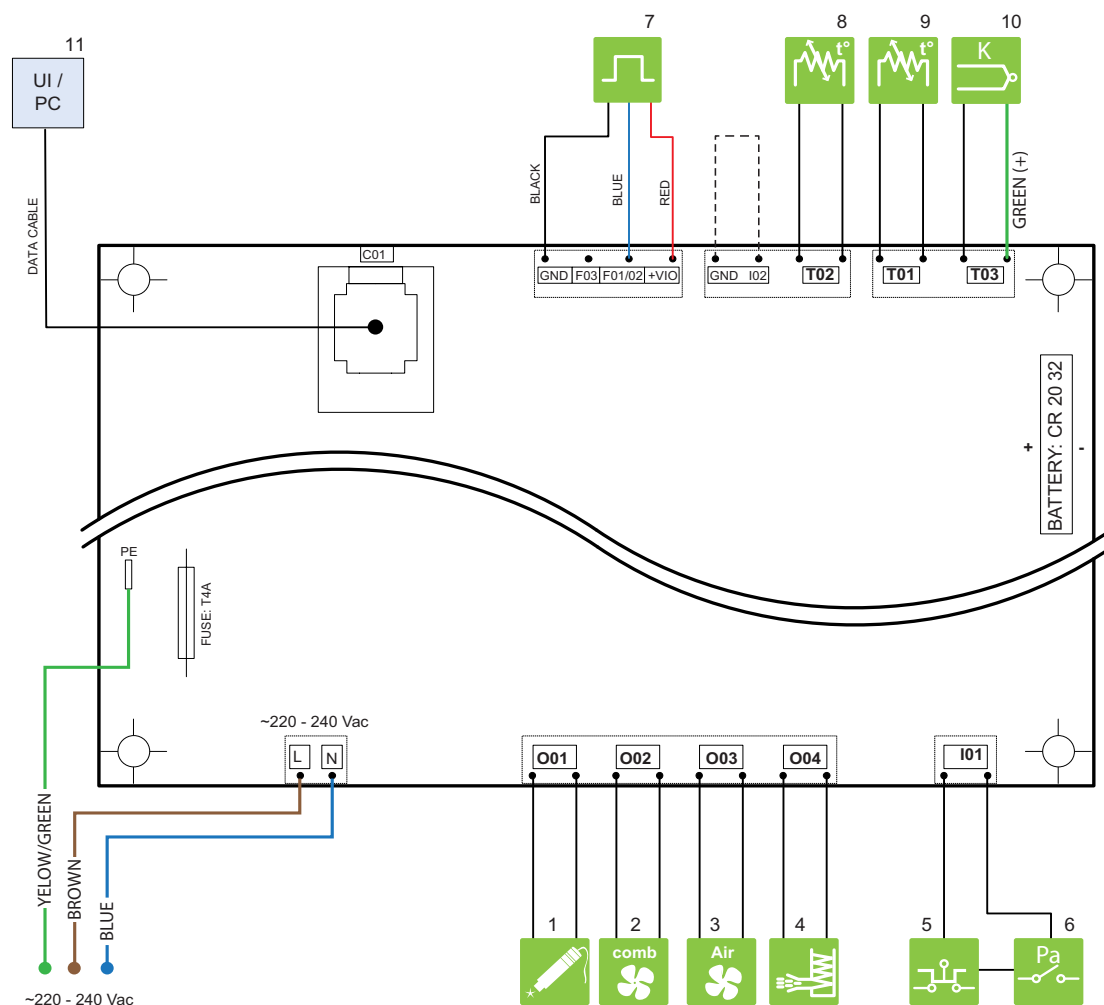 11
7
8
9
10
UI /
PC
t°
t°
K
DATA CABLE
BLACK
BLUE
RED
GREEN (+)
C01
GND F03 F01/02 +VIO
GND I02
T02
T01
T03
BATTERY: CR 20 32
+
-
PE
FUSE: T4A
~220 - 240 Vac
L
N
O01
O02
O03
O04
I01
YELOW/GREEN
BROWN
BLUE
1
2
3
4
5
6
comb
Air
Pa
~220 - 240 Vac